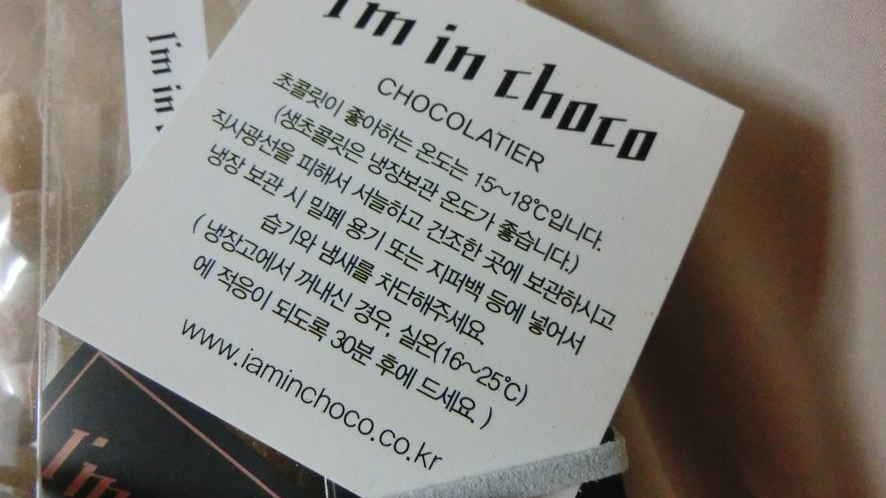 I'm in choco
CHOCOLATIER
초콜릿이 좋아하는 온도는 15~18℃입니다.
(생초콜릿은 냉장보관 온도가 좋습니다.)
직사광선을 피해서 서늘하고 건조한 곳에 보관하시고
냉장 보관 시 밀폐 용기 또는 지퍼백 등에 넣어서
습기와 냄새를 차단해주세요.
( 냉장고에서 꺼내신 경우, 실온(16~25℃)
에 적응이 되도록 30분 후에 드세요. )
www.iaminchoco.co.kr
I'm in
I'm